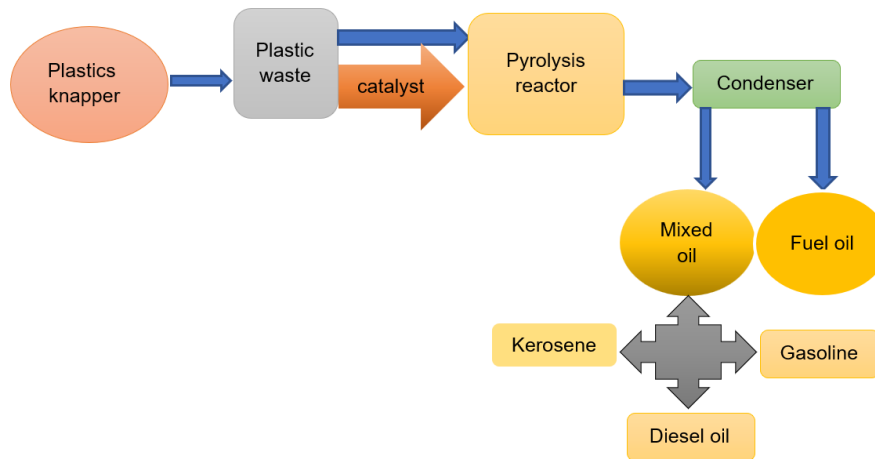 Plastics
knapper
Plastic
waste
catalyst
Pyrolysis
reactor
Condenser
Mixed
oil
Fuel oil
Kerosene
Gasoline
Diesel oil